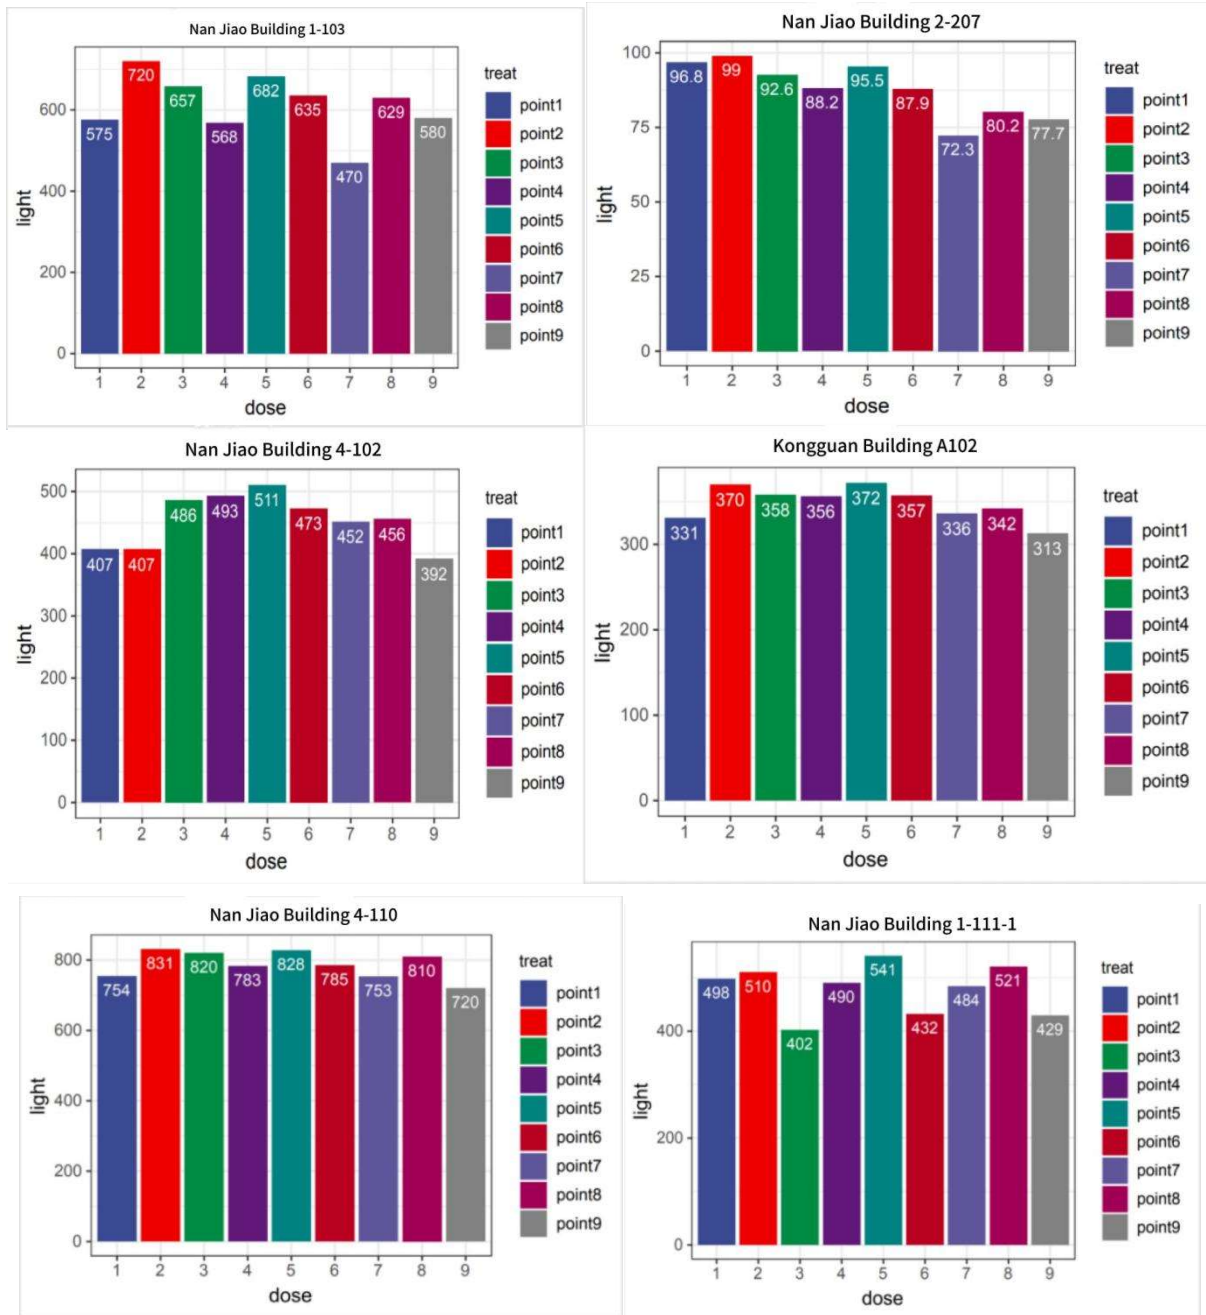 Nan Jiao Building 1-103
720
682
657
635
629
575
568
580
470
600
400
200
0
light
1 2 3 4 5 6 7 8 9
dose
treat
point1
point2
point3
point4
point5
point6
point7
point8
point9
Nan Jiao Building 2-207
100
75
50
25
0
96.8
99
92.6
88.2
95.5
87.9
72.3
80.2
77.7
light
1 2 3 4 5 6 7 8 9
dose
treat
point1
point2
point3
point4
point5
point6
point7
point8
point9
Nan Jiao Building 4-102
500
400
300
200
100
0
407
407
486
493
511
473
452
456
392
light
1 2 3 4 5 6 7 8 9
dose
treat
point1
point2
point3
point4
point5
point6
point7
point8
point9
Kongguan Building A102
300
200
100
0
331
370
358
356
372
357
336
342
313
light
1 2 3 4 5 6 7 8 9
dose
treat
point1
point2
point3
point4
point5
point6
point7
point8
point9
Nan Jiao Building 4-110
800
600
400
200
0
754
831
820
783
828
785
753
810
720
light
1 2 3 4 5 6 7 8 9
dose
treat
point1
point2
point3
point4
point5
point6
point7
point8
point9
Nan Jiao Building 1-111-1
400
200
0
498
510
402
490
541
432
484
521
429
light
1 2 3 4 5 6 7 8 9
dose
treat
point1
point2
point3
point4
point5
point6
point7
point8
point9